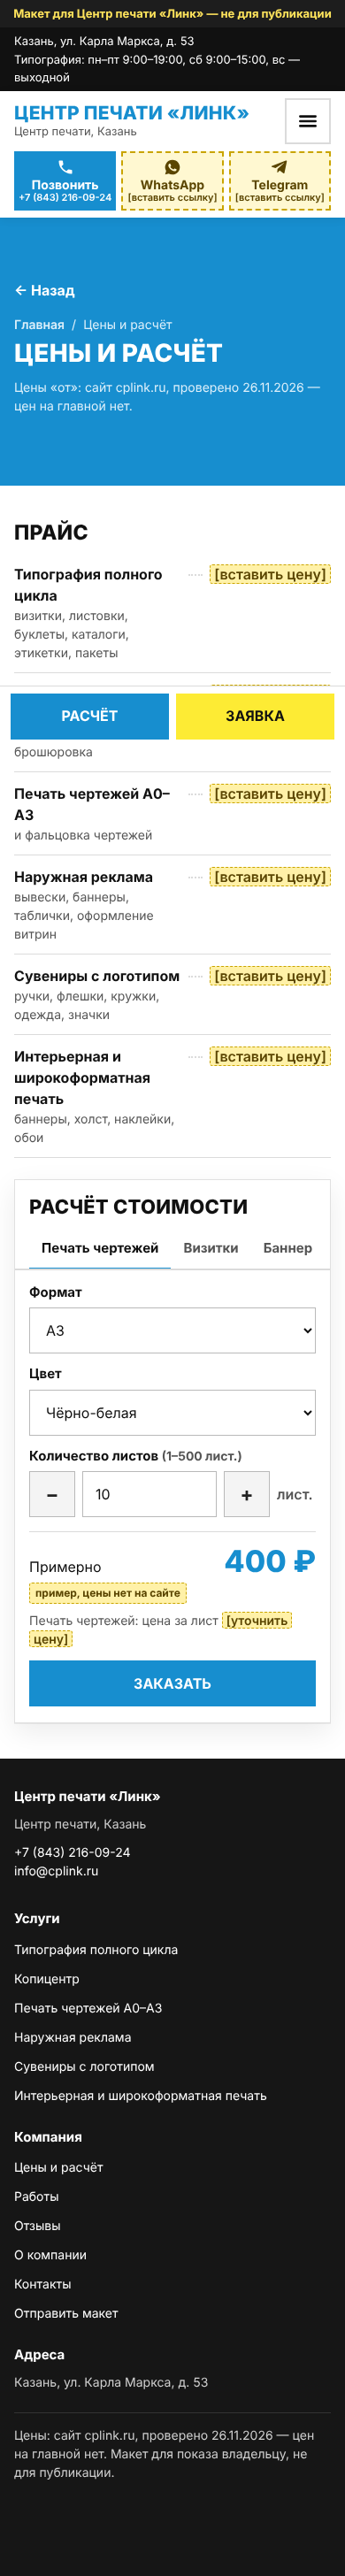 Макет для Центр печати «Линк» — не для публикации
Казань, ул. Карла Маркса, д. 53
Типография: пн–пт 9:00–19:00, сб 9:00–15:00, вс —
выходной
ЦЕНТР ПЕЧАТИ «ЛИНК»
Центр печати, Казань
Позвонить
+7 (843) 216-09-24
WhatsApp
[вставить ссылку]
Telegram
[вставить ссылку]
← Назад
Главная / Цены и расчёт
ЦЕНЫ И РАСЧЁТ
Цены «от»: сайт cplink.ru, проверено 26.11.2026 —
цен на главной нет.
ПРАЙС
Типография полного
цикла
[вставить цену]
визитки, листовки,
буклеты, каталоги,
этикетки, пакеты
РАСЧЁТ
ЗАЯВКА
брошюровка
Печать чертежей А0–
А3
[вставить цену]
и фальцовка чертежей
Наружная реклама
[вставить цену]
вывески, баннеры,
таблички, оформление
витрин
Сувениры с логотипом
[вставить цену]
ручки, флешки, кружки,
одежда, значки
Интерьерная и
широкоформатная
печать
[вставить цену]
баннеры, холст, наклейки,
обои
РАСЧЁТ СТОИМОСТИ
Печать чертежей Визитки Баннер
Формат
А3
Цвет
Чёрно-белая
Количество листов (1–500 лист.)
− 10 + лист.
Примерно 400 ₽
пример, цены нет на сайте
Печать чертежей: цена за лист [уточнить
цену]
ЗАКАЗАТЬ
Центр печати «Линк»
Центр печати, Казань
+7 (843) 216-09-24
info@cplink.ru
Услуги
Типография полного цикла
Копицентр
Печать чертежей А0–А3
Наружная реклама
Сувениры с логотипом
Интерьерная и широкоформатная печать
Компания
Цены и расчёт
Работы
Отзывы
О компании
Контакты
Отправить макет
Адреса
Казань, ул. Карла Маркса, д. 53
Цены: сайт cplink.ru, проверено 26.11.2026 — цен
на главной нет. Макет для показа владельцу, не
для публикации.